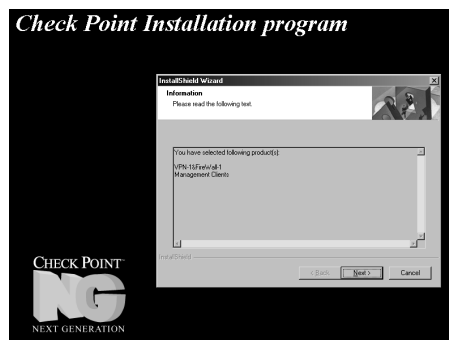 Check Point Installation program
InstallShield Wizard
Information
Please read the following text.
You have selected following product(s):
VPN-1&FireWall-1
Management Clients
InstallShield
< Back
Next >
Cancel
CHECK POINT™
NG
NEXT GENERATION